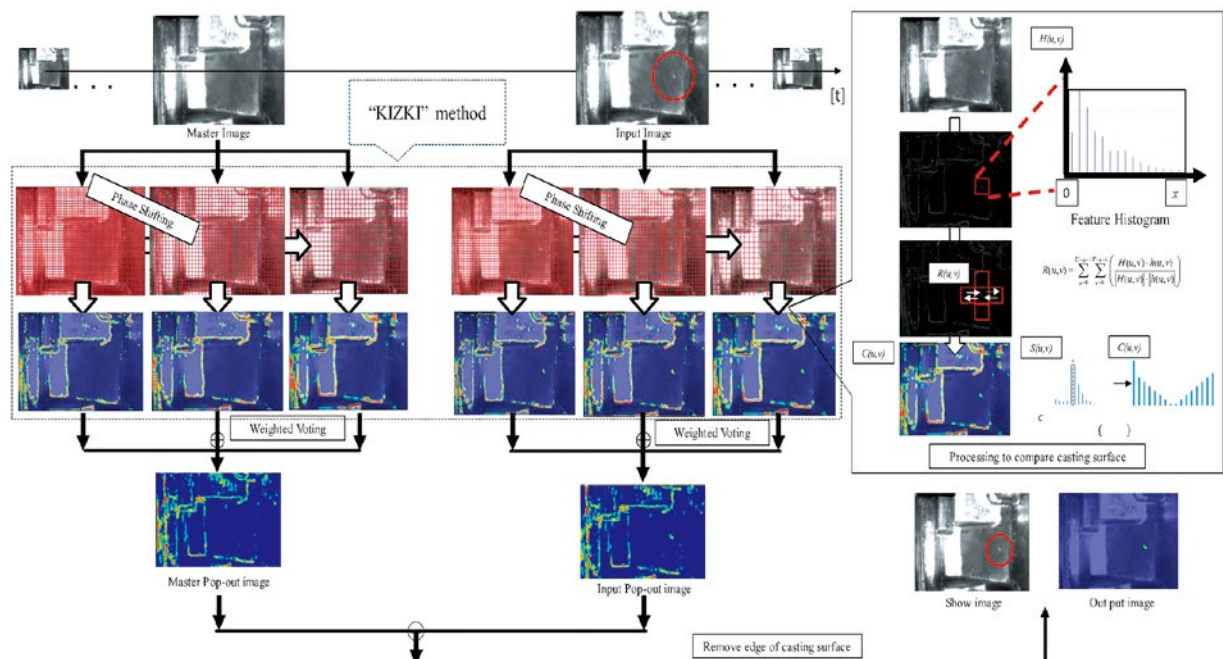 [t]
Master Image
"KIZKI" method
Input Image
Phase Shifting
Phase Shifting
Weighted Voting
Weighted Voting
Master Pop-out image
Input Pop-out image
Remove edge of casting surface
H(u,v)
0
x
Feature Histogram
R(u,v)
R(u,v) =
C(u,v)
S(u,v)
C(u,v)
c
( )
Processing to compare casting surface
Show image
Out put image